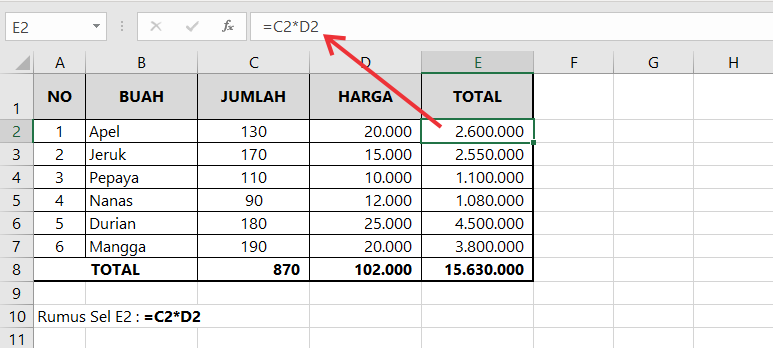 E2 fx =C2*D2
A B C D E F G H
1 NO BUAH JUMLAH HARGA TOTAL
2 1 Apel 130 20.000 2.600.000
3 2 Jeruk 170 15.000 2.550.000
4 3 Pepaya 110 10.000 1.100.000
5 4 Nanas 90 12.000 1.080.000
6 5 Durian 180 25.000 4.500.000
7 6 Mangga 190 20.000 3.800.000
8 TOTAL 870 102.000 15.630.000
9
10 Rumus Sel E2 : =C2*D2
11